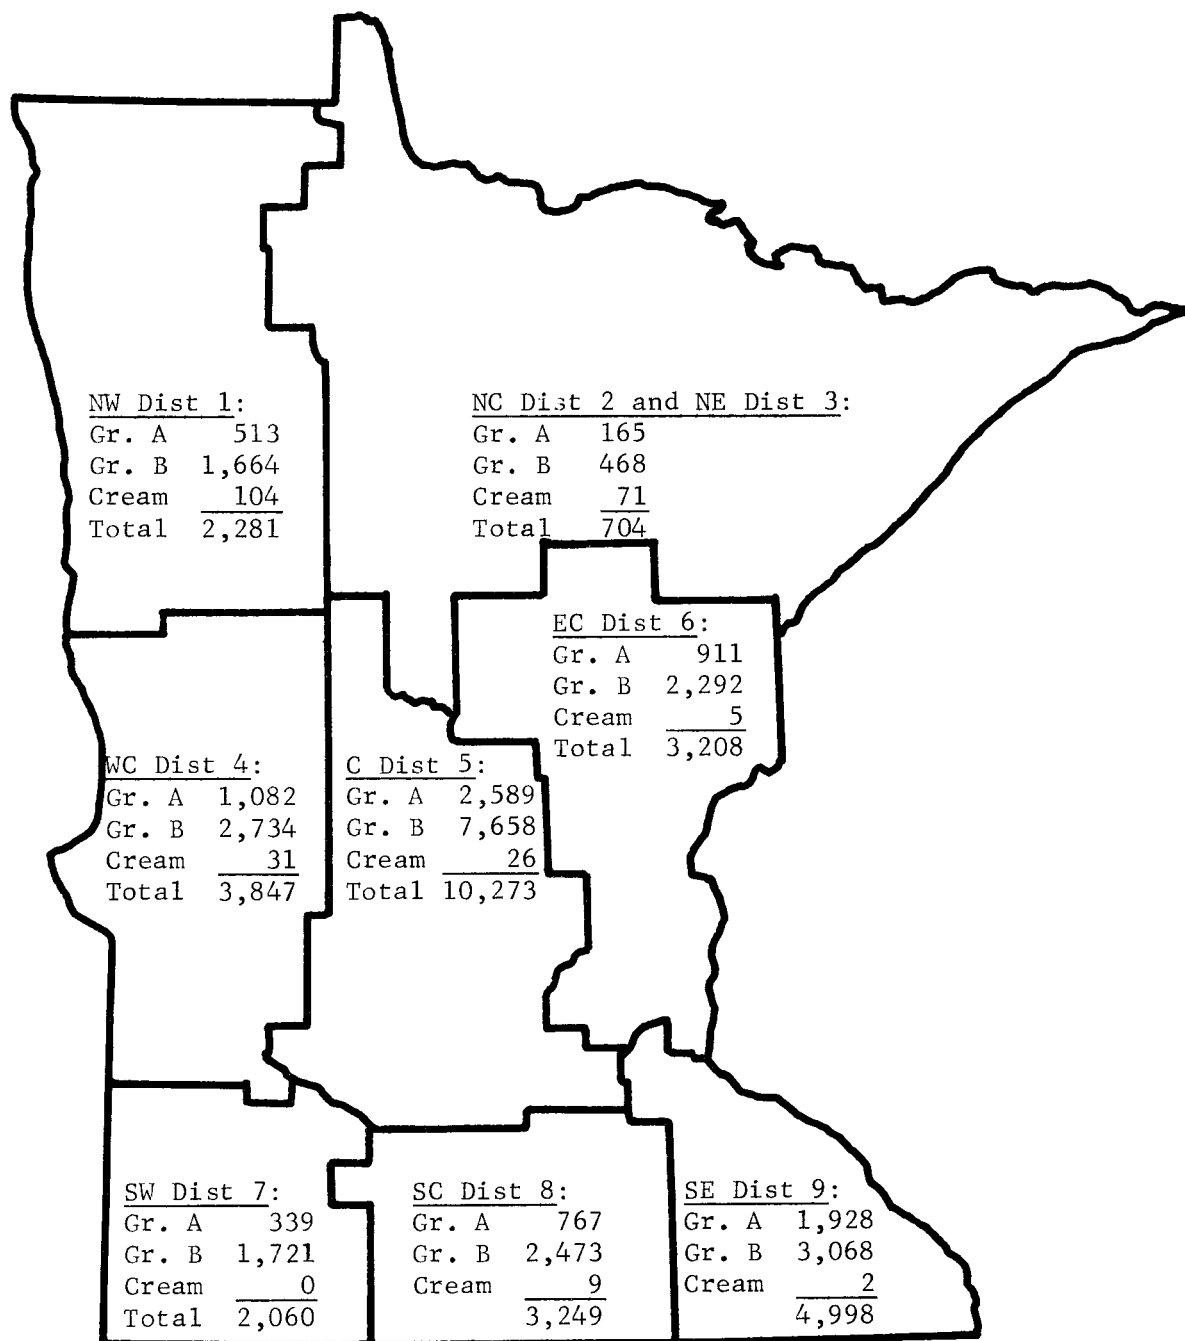 NW Dist 1:
Gr. A 513
Gr. B 1,664
Cream 104
Total 2,281
NC Dist 2 and NE Dist 3:
Gr. A 165
Gr. B 468
Cream 71
Total 704
EC Dist 6:
Gr. A 911
Gr. B 2,292
Cream 5
Total 3,208
WC Dist 4:
Gr. A 1,082
Gr. B 2,734
Cream 31
Total 3,847
C Dist 5:
Gr. A 2,589
Gr. B 7,658
Cream 26
Total 10,273
SW Dist 7:
Gr. A 339
Gr. B 1,721
Cream 0
Total 2,060
SC Dist 8:
Gr. A 767
Gr. B 2,473
Cream 9
3,249
SE Dist 9:
Gr. A 1,928
Gr. B 3,068
Cream 2
4,998